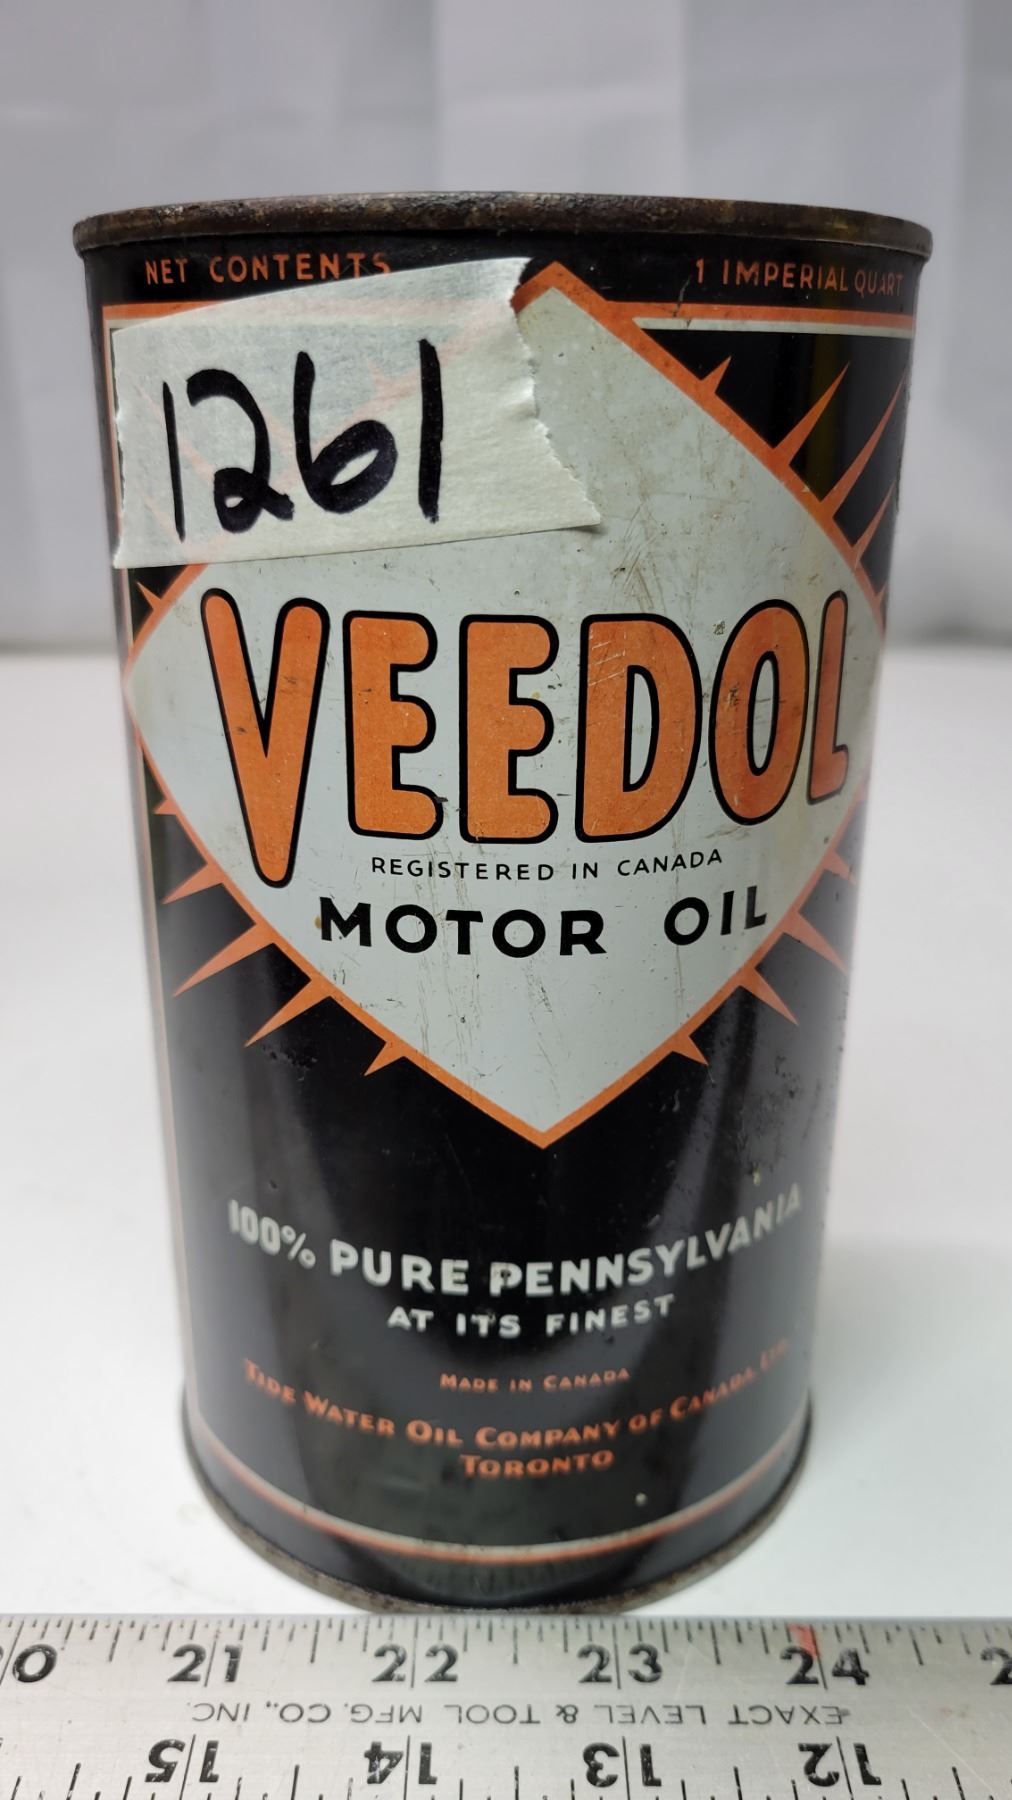 NET CONTENTS 1 IMPERIAL QUART
1261
VEEDOL
REGISTERED IN CANADA
MOTOR OIL
100% PURE PENNSYLVANIA
AT ITS FINEST
MADE IN CANADA
TIDE WATER OIL COMPANY OF CANADA LTD.
TORONTO
21 22 23 24
EXACT LEVEL & TOOL MFG. CO., INC.
15 14 13 12